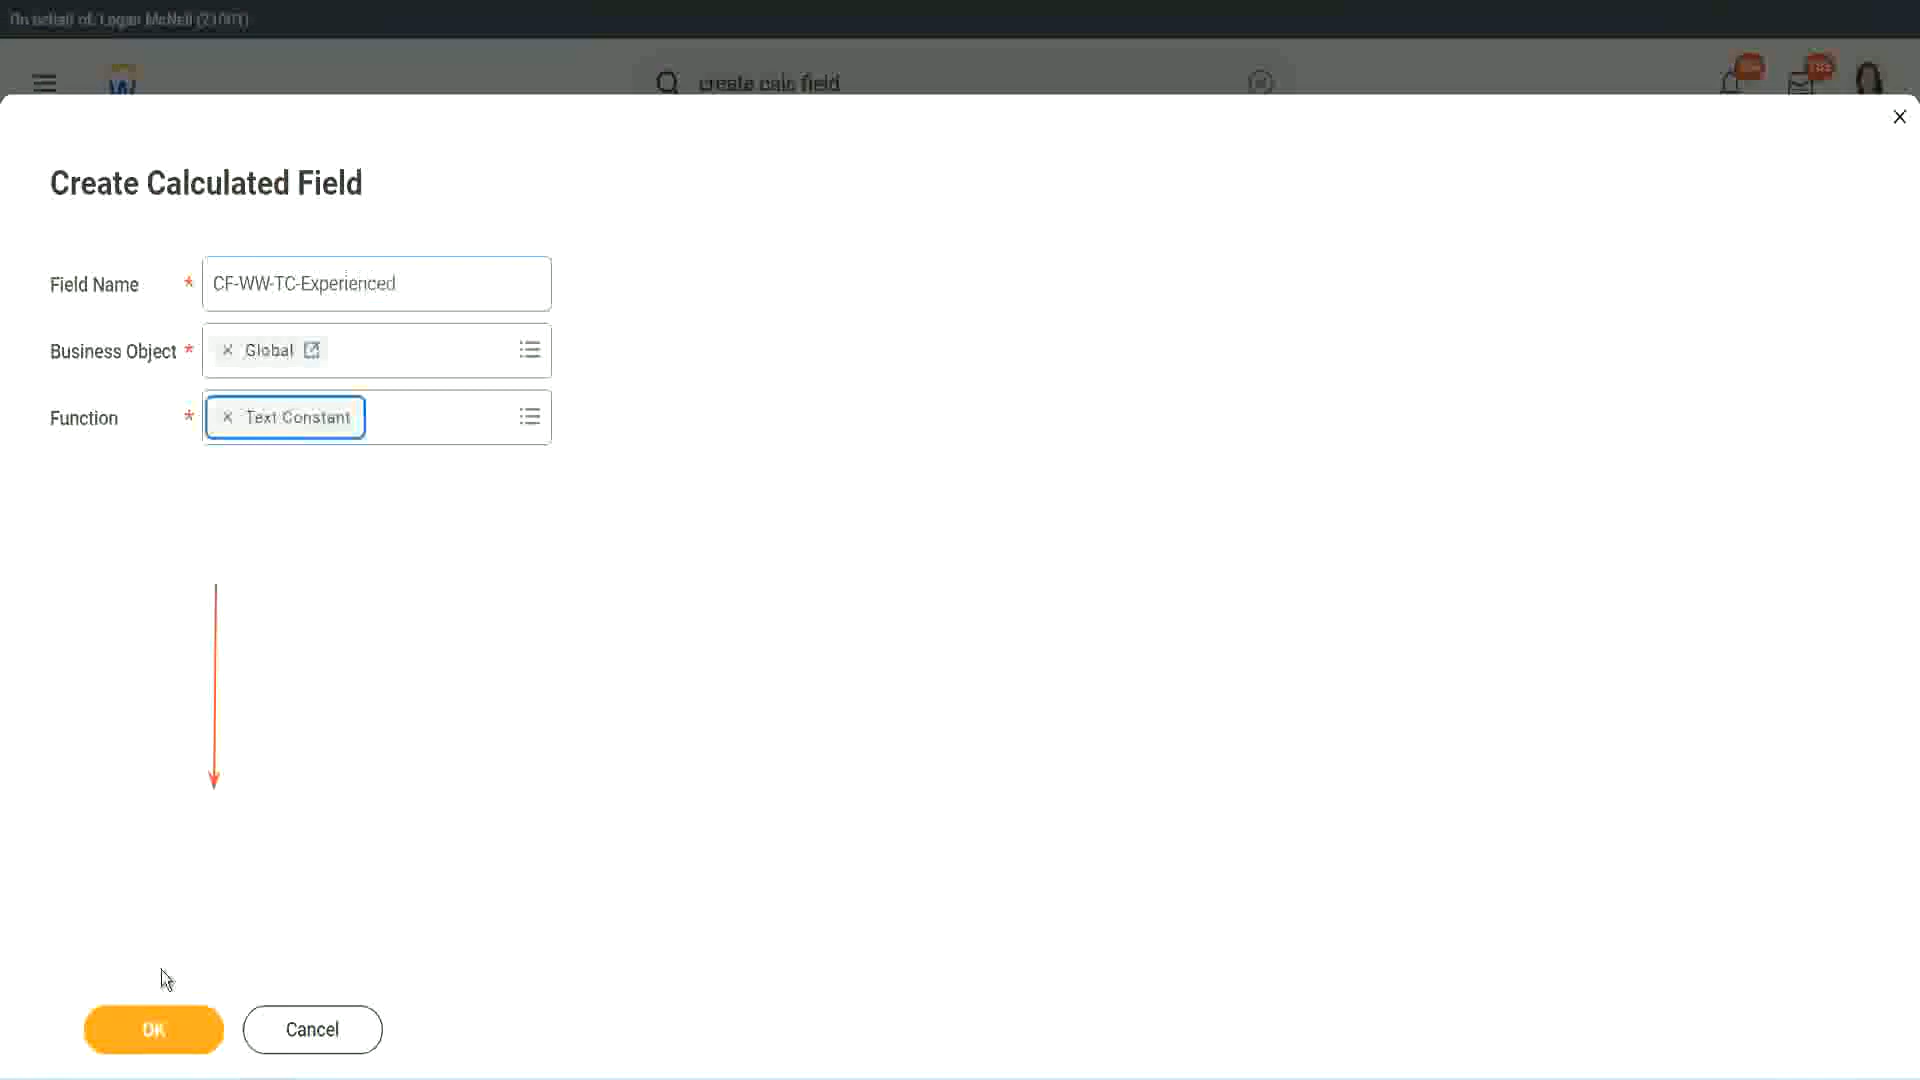 On behalf of: Logan McNeil (21001)
create calc field
Create Calculated Field
Field Name *
CF-WW-TC-Experienced
Business Object *
× Global
Function *
× Text Constant
OK
Cancel